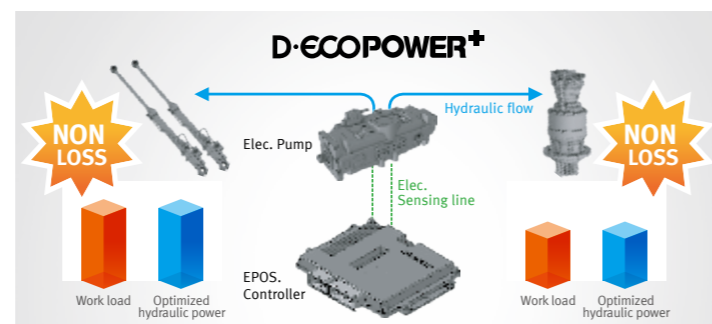 D·ECOPOWER+
NON
LOSS
Elec. Pump
Hydraulic flow
NON
LOSS
Elec.
Sensing line
EPOS.
Controller
Work load
Optimized
hydraulic power
Work load
Optimized
hydraulic power